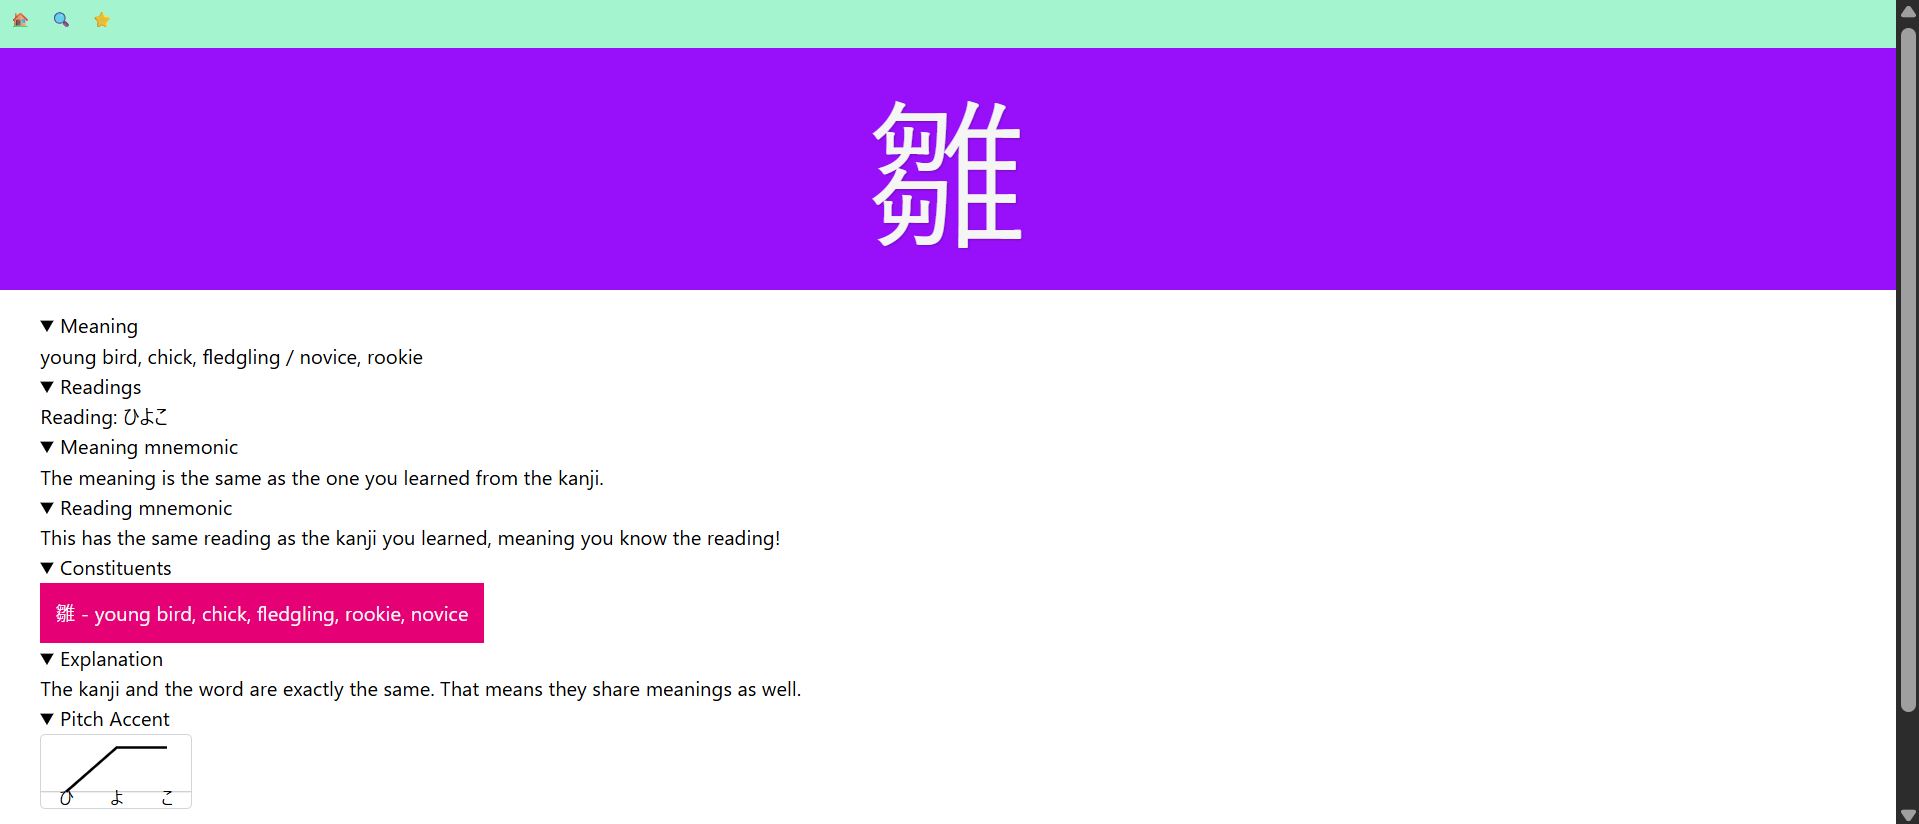 雛
Meaning
young bird, chick, fledgling / novice, rookie
Readings
Reading: ひよこ
Meaning mnemonic
The meaning is the same as the one you learned from the kanji.
Reading mnemonic
This has the same reading as the kanji you learned, meaning you know the reading!
Constituents
雛 - young bird, chick, fledgling, rookie, novice
Explanation
The kanji and the word are exactly the same. That means they share meanings as well.
Pitch Accent
ひ よ こ